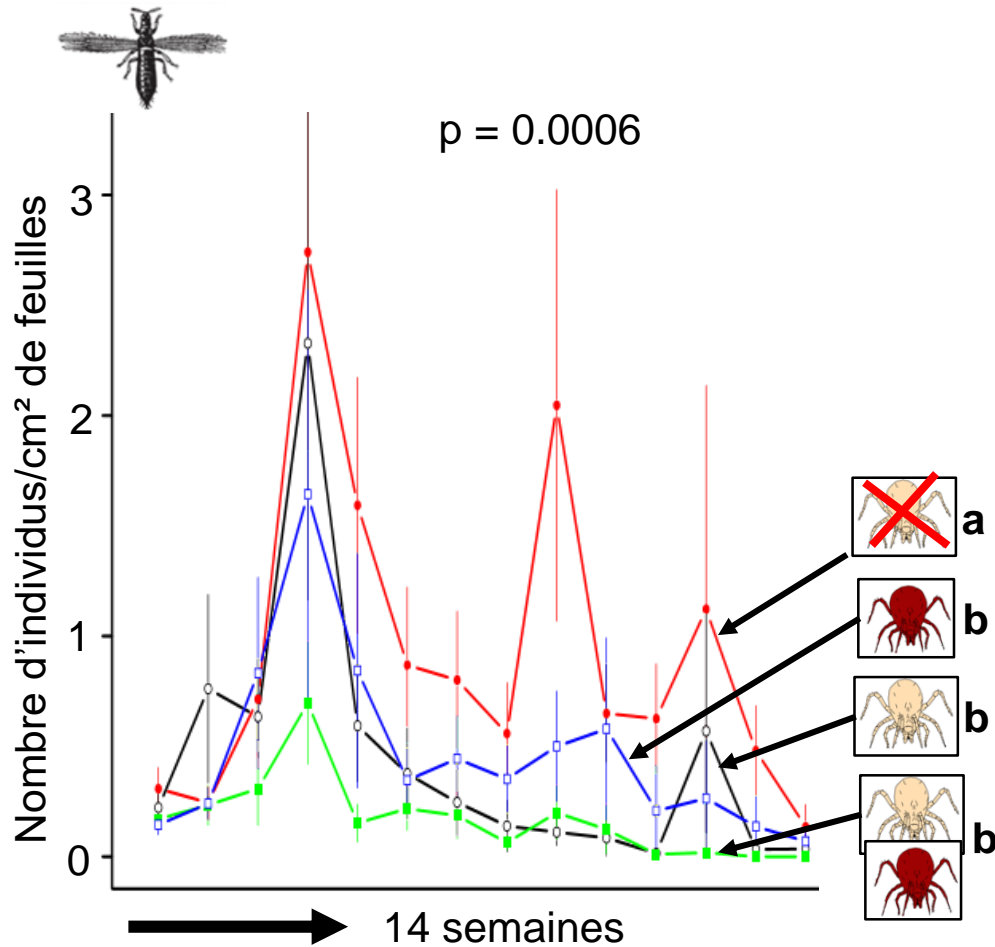 p = 0.0006
Nombre d'individus/cm² de feuilles
3
2
1
0
a
b
b
b
14 semaines